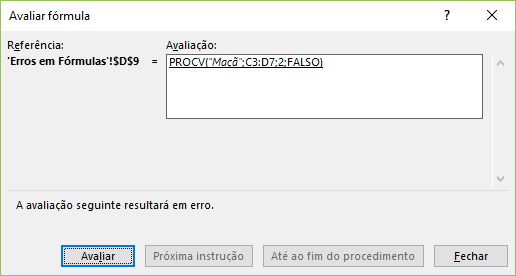 Avaliar fórmula
Referência: Avaliação:
'Erros em Fórmulas'!$D$9 = PROCV("Macã";C3:D7;2;FALSO)
A avaliação seguinte resultará em erro.
Avaliar Próxima instrução Até ao fim do procedimento Fechar